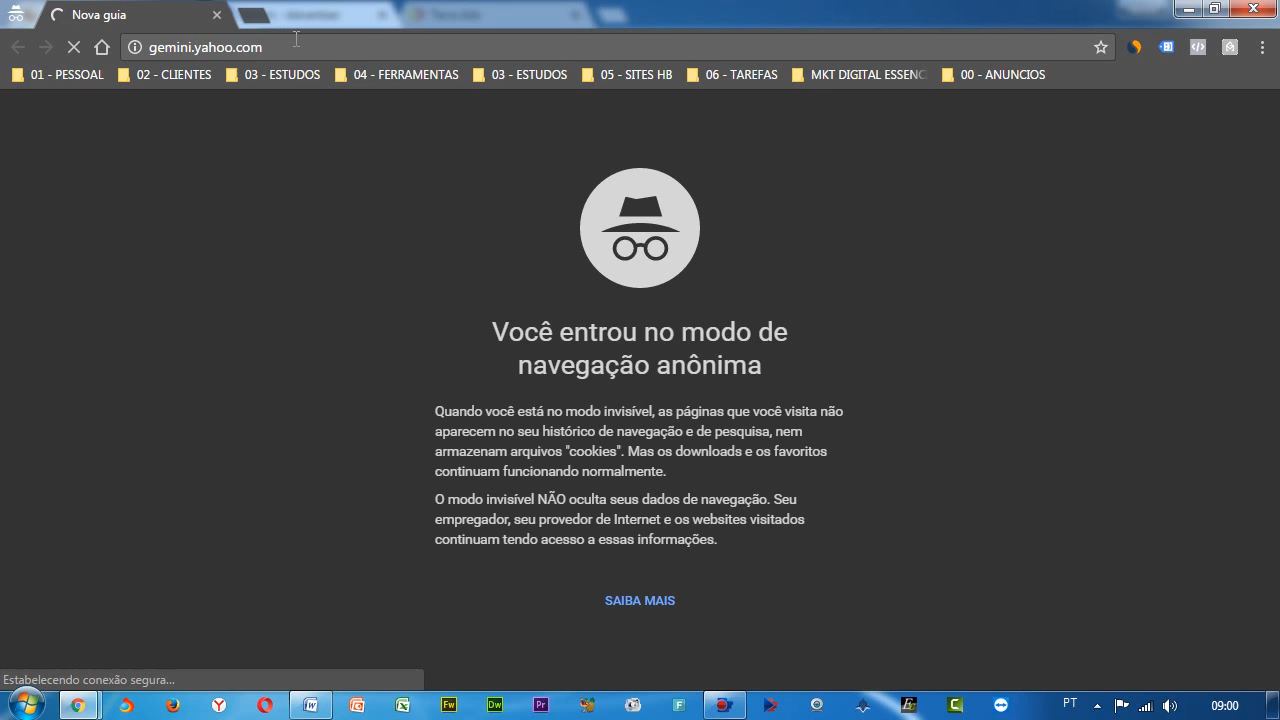 Nova guia
gemini.yahoo.com
01 - PESSOAL 02 - CLIENTES 03 - ESTUDOS 04 - FERRAMENTAS 03 - ESTUDOS 05 - SITES HB 06 - TAREFAS MKT DIGITAL ESSENC 00 - ANUNCIOS
Você entrou no modo de
navegação anônima
Quando você está no modo invisível, as páginas que você visita não
aparecem no seu histórico de navegação e de pesquisa, nem
armazenam arquivos "cookies". Mas os downloads e os favoritos
continuam funcionando normalmente.
O modo invisível NÃO oculta seus dados de navegação. Seu
empregador, seu provedor de Internet e os websites visitados
continuam tendo acesso a essas informações.
SAIBA MAIS
Estabelecendo conexão segura...
Fw Dw Pr F PT 09:00